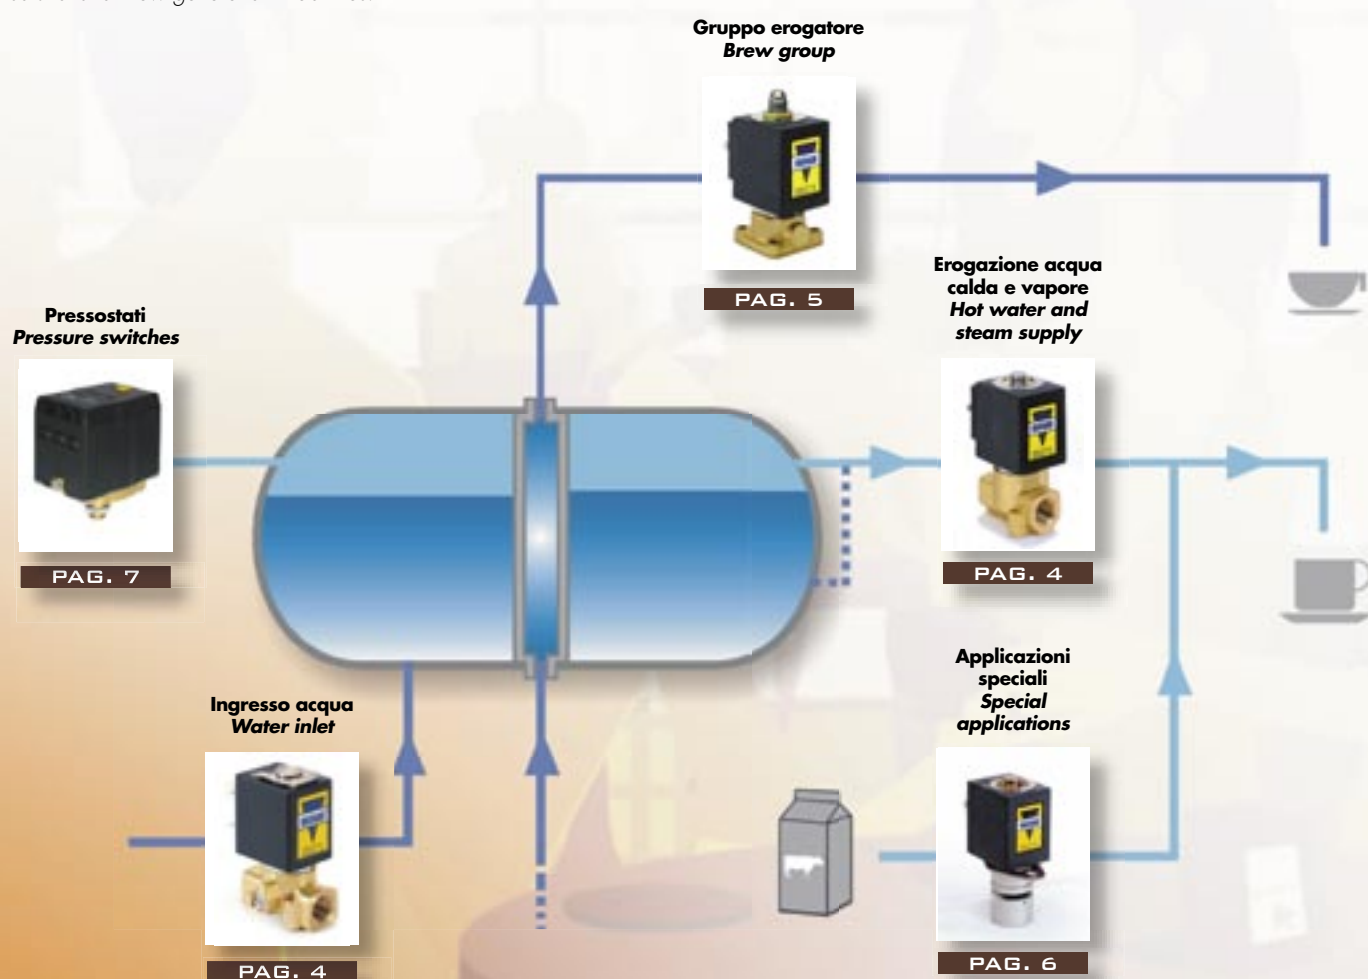 Gruppo erogatore
Brew group
PAG. 5
Erogazione acqua
calda e vapore
Hot water and
steam supply
PAG. 4
Pressostati
Pressure switches
PAG. 7
Ingresso acqua
Water inlet
PAG. 4
Applicazioni
speciali
Special
applications
PAG. 6